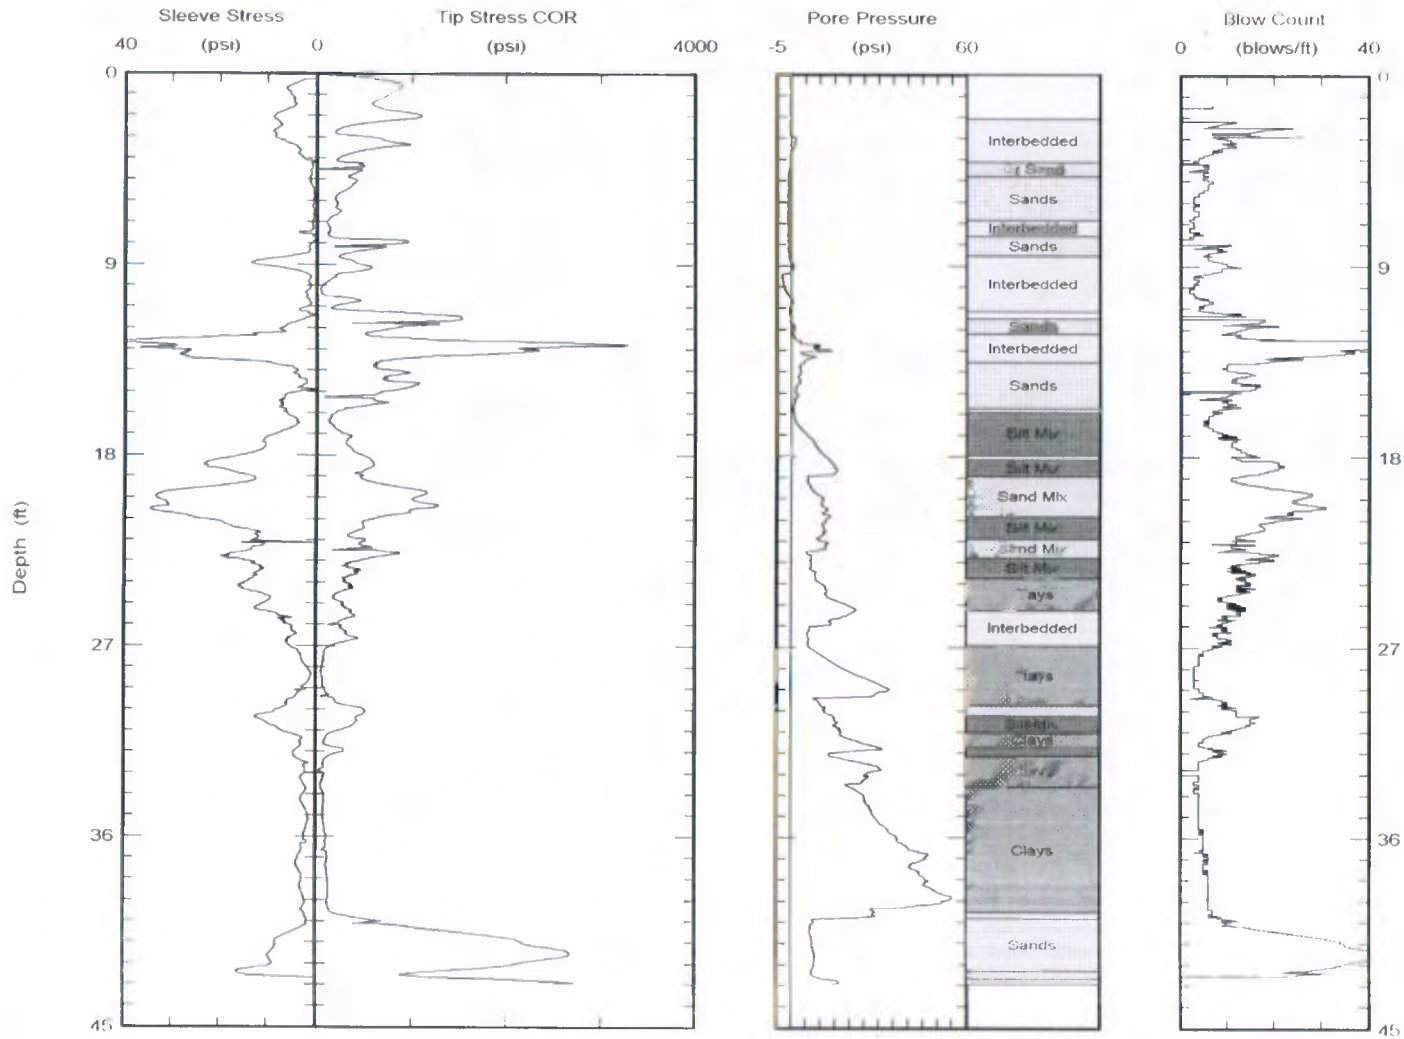 Sleeve Stress Tip Stress COR Pore Pressure Blow Count
40 (psi) 0 (psi) 4000 -5 (psi) 60 0 (blows/ft) 40
0 0
Interbedded
Gr Sand
Sands
Interbedded
Sands
9 9
Interbedded
Sands
Interbedded
Sands
Silt Mix
18 18
Silt Mix
Sand Mix
Silt Mix
Sand Mix
Silt Mix
Depth (ft)
Interbedded
27 27
36 36
Clays
Sands
45 45